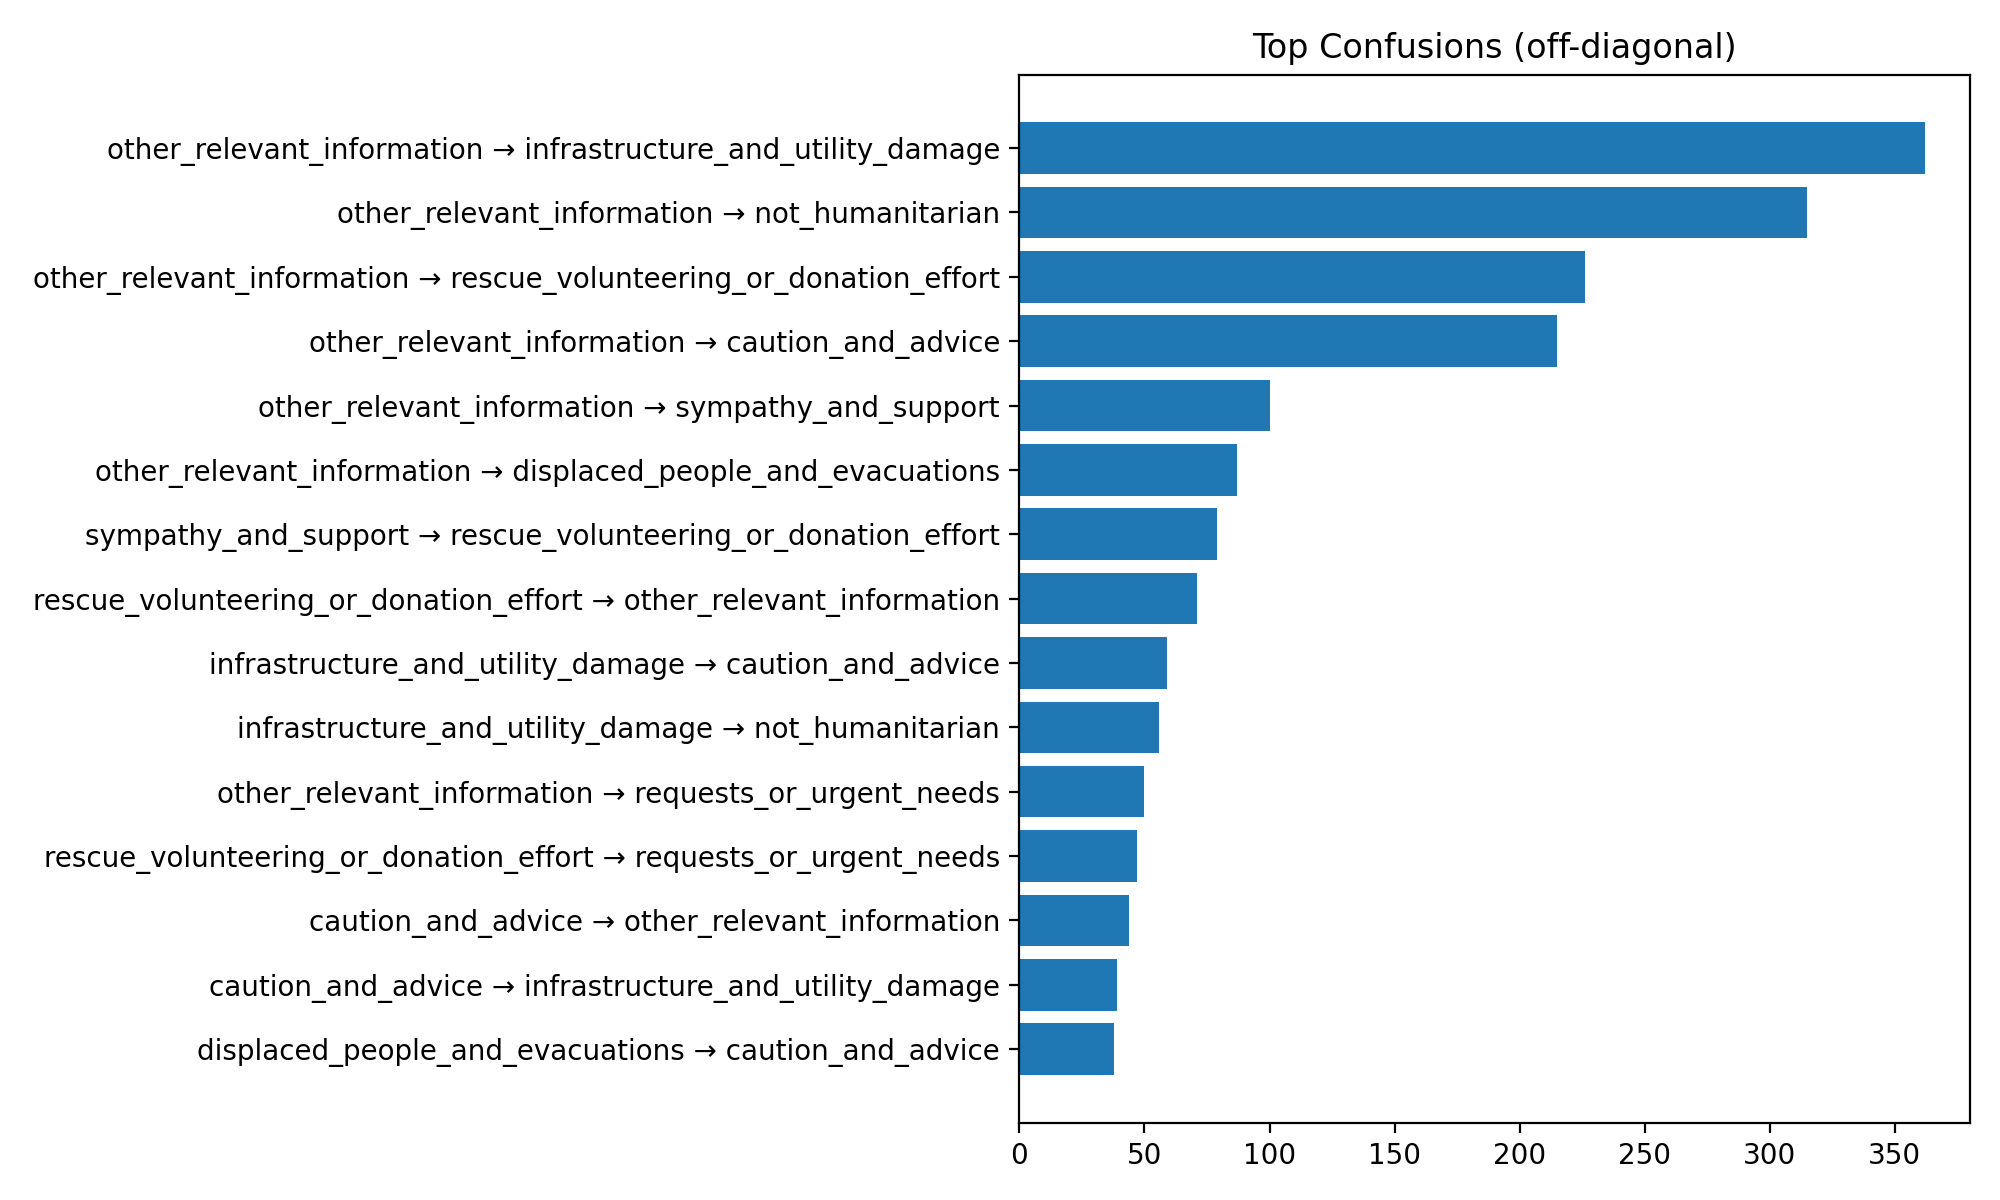 Top Confusions (off-diagonal)
other_relevant_information → infrastructure_and_utility_damage
other_relevant_information → not_humanitarian
other_relevant_information → rescue_volunteering_or_donation_effort
other_relevant_information → caution_and_advice
other_relevant_information → sympathy_and_support
other_relevant_information → displaced_people_and_evacuations
sympathy_and_support → rescue_volunteering_or_donation_effort
rescue_volunteering_or_donation_effort → other_relevant_information
infrastructure_and_utility_damage → caution_and_advice
infrastructure_and_utility_damage → not_humanitarian
other_relevant_information → requests_or_urgent_needs
rescue_volunteering_or_donation_effort → requests_or_urgent_needs
caution_and_advice → other_relevant_information
caution_and_advice → infrastructure_and_utility_damage
displaced_people_and_evacuations → caution_and_advice
0 50 100 150 200 250 300 350